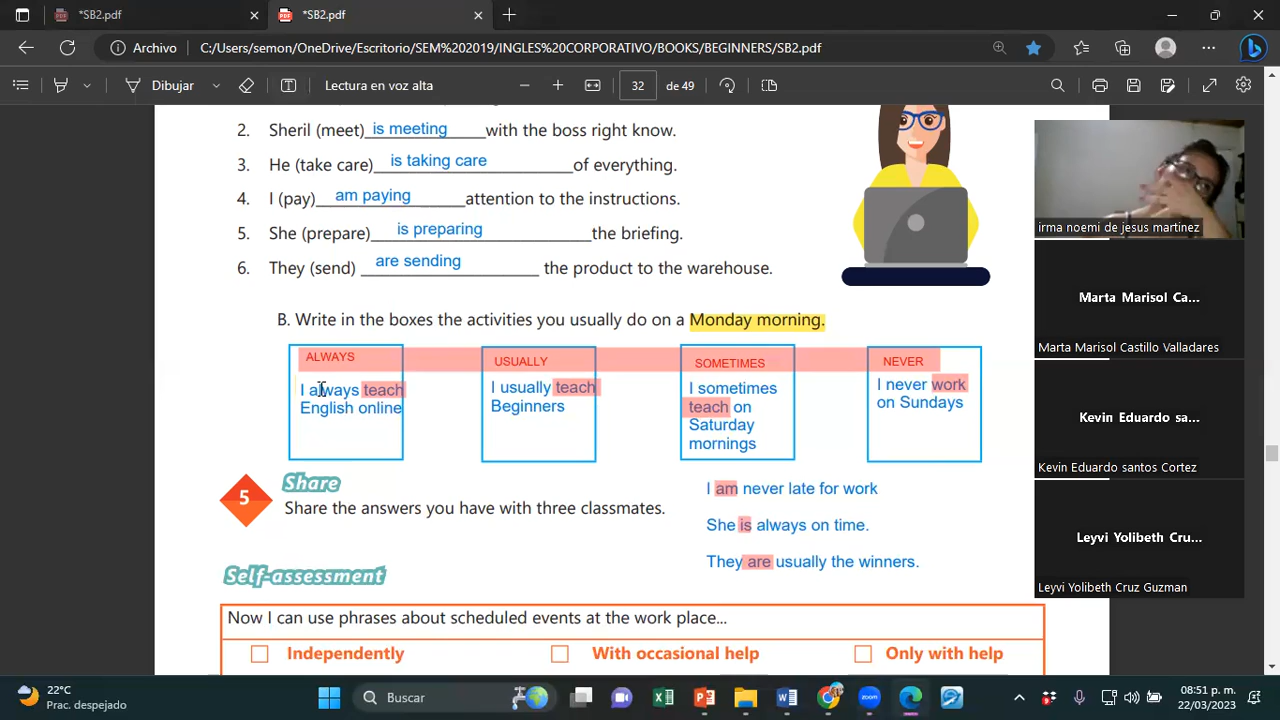 *SB2.pdf
*SB2.pdf
Archivo C:/Users/semon/OneDrive/Escritorio/SEM%202019/INGLES%20CORPORATIVO/BOOKS/BEGINNERS/SB2.pdf
Dibujar Lectura en voz alta 32 de 49
2. Sheril (meet) is meeting with the boss right know.
3. He (take care) is taking care of everything.
4. I (pay) am paying attention to the instructions.
5. She (prepare) is preparing the briefing.
6. They (send) are sending the product to the warehouse.
B. Write in the boxes the activities you usually do on a Monday morning.
ALWAYS
I always teach
English online
USUALLY
I usually teach
Beginners
SOMETIMES
I sometimes
teach on
Saturday
mornings
NEVER
I never work
on Sundays
5 Share
Share the answers you have with three classmates.
I am never late for work
She is always on time.
They are usually the winners.
Self-assessment
Now I can use phrases about scheduled events at the work place...
Independently With occasional help Only with help
irma noemi de jesus martinez
Marta Marisol Ca...
Marta Marisol Castillo Valladares
Kevin Eduardo sa...
Kevin Eduardo santos Cortez
Leyvi Yolibeth Cru...
Leyvi Yolibeth Cruz Guzman
22°C
Prac. despejado
Buscar
zoom
08:51 p. m.
22/03/2023